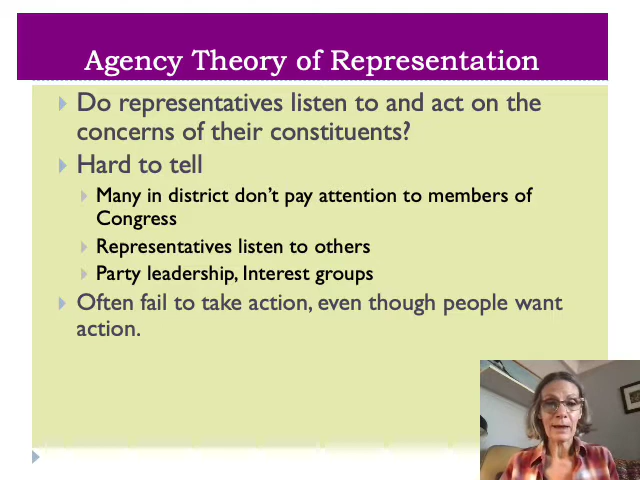 Agency Theory of Representation
Do representatives listen to and act on the
concerns of their constituents?
Hard to tell
Many in district don't pay attention to members of
Congress
Representatives listen to others
Party leadership, Interest groups
Often fail to take action, even though people want
action.